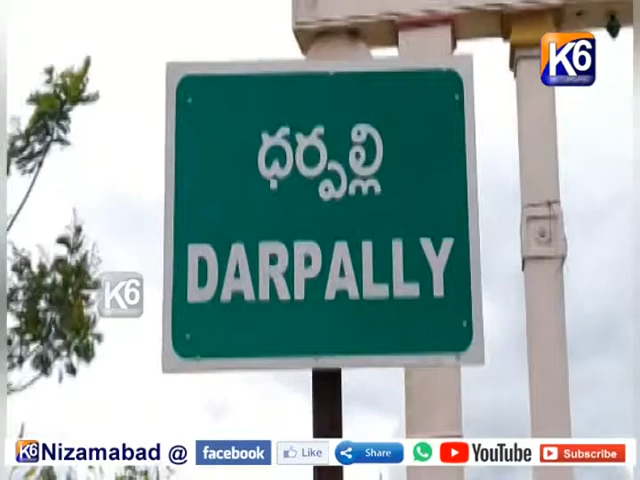 K6
ధర్పల్లి
DARPALLY
K6
K6 Nizamabad @ facebook Like Share YouTube Subscribe